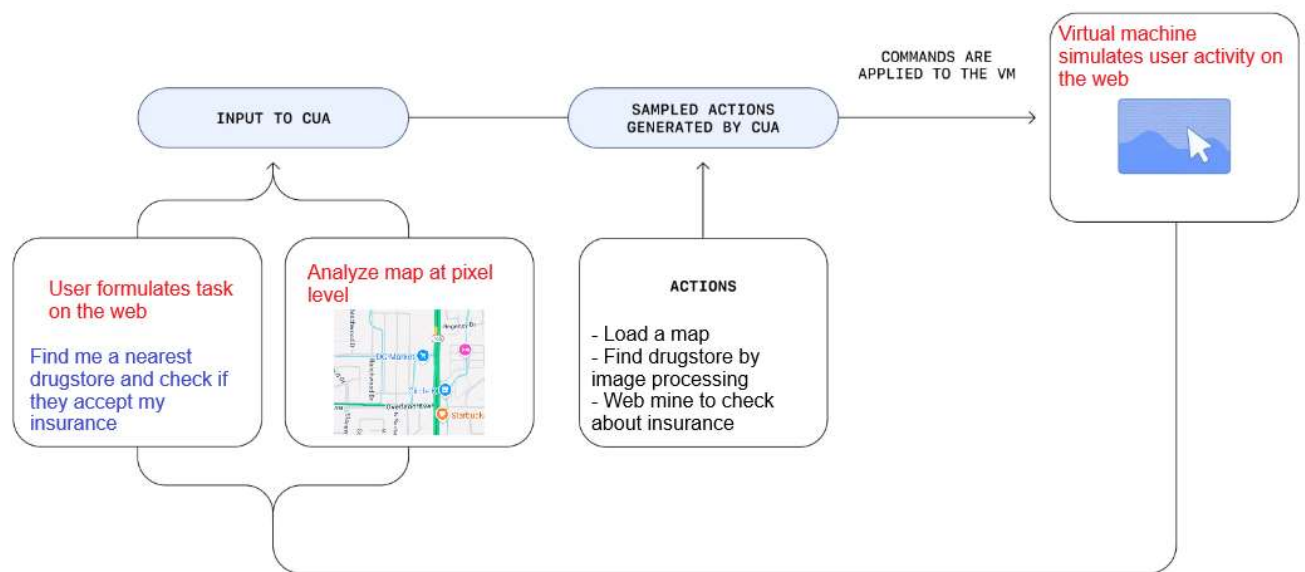 Virtual machine
simulates user activity on
the web
COMMANDS ARE
APPLIED TO THE VM
INPUT TO CUA
SAMPLED ACTIONS
GENERATED BY CUA
User formulates task
on the web
Find me a nearest
drugstore and check if
they accept my
insurance
Analyze map at pixel
level
Starbuck
ACTIONS
- Load a map
- Find drugstore by
image processing
- Web mine to check
about insurance